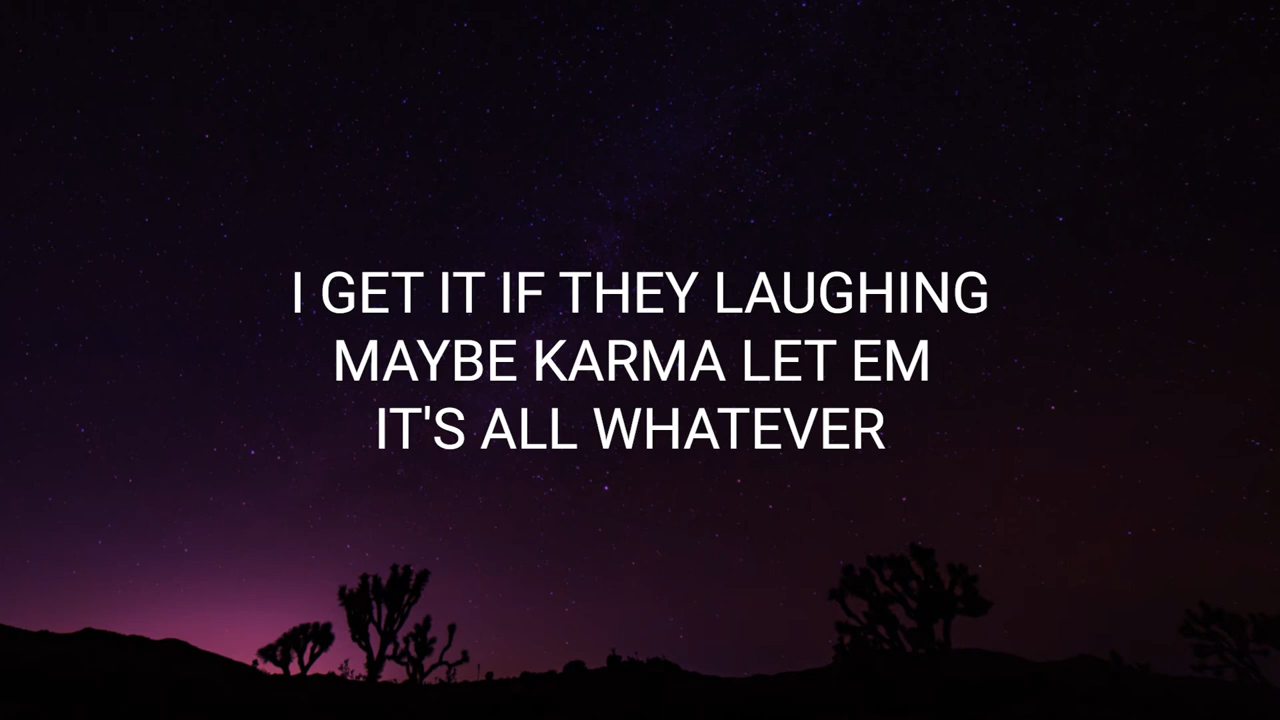 I GET IT IF THEY LAUGHING
MAYBE KARMA LET EM
IT'S ALL WHATEVER